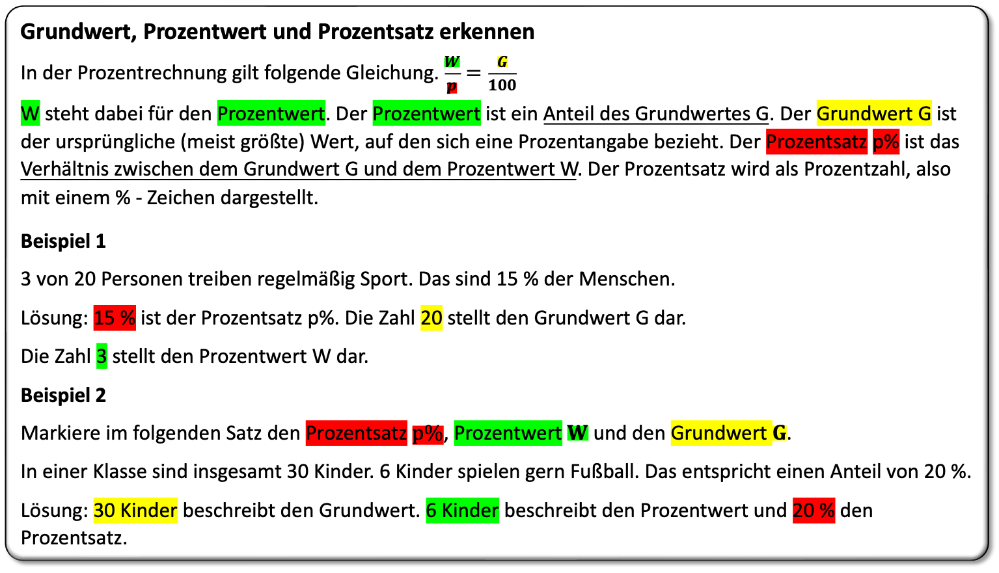 Grundwert, Prozentwert und Prozentsatz erkennen
In der Prozentrechnung gilt folgende Gleichung. W/p = G/100
W steht dabei für den Prozentwert. Der Prozentwert ist ein Anteil des Grundwertes G. Der Grundwert G ist
der ursprüngliche (meist größte) Wert, auf den sich eine Prozentangabe bezieht. Der Prozentsatz p% ist das
Verhältnis zwischen dem Grundwert G und dem Prozentwert W. Der Prozentsatz wird als Prozentzahl, also
mit einem % - Zeichen dargestellt.
Beispiel 1
3 von 20 Personen treiben regelmäßig Sport. Das sind 15 % der Menschen.
Lösung: 15 % ist der Prozentsatz p%. Die Zahl 20 stellt den Grundwert G dar.
Die Zahl 3 stellt den Prozentwert W dar.
Beispiel 2
Markiere im folgenden Satz den Prozentsatz p%, Prozentwert W und den Grundwert G.
In einer Klasse sind insgesamt 30 Kinder. 6 Kinder spielen gern Fußball. Das entspricht einen Anteil von 20 %.
Lösung: 30 Kinder beschreibt den Grundwert. 6 Kinder beschreibt den Prozentwert und 20 % den
Prozentsatz.